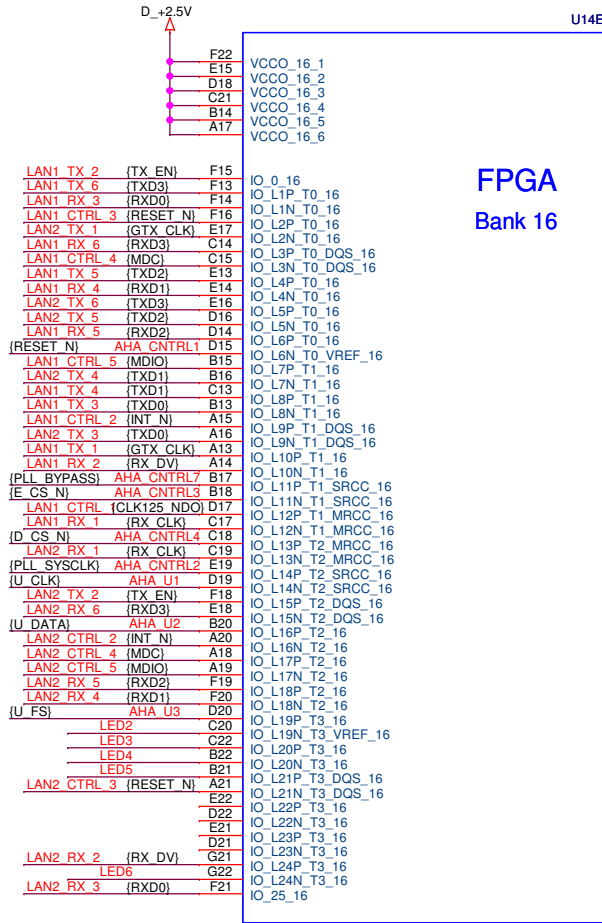 D_+2.5V
U14E
F22 VCCO_16_1
E15 VCCO_16_2
D18 VCCO_16_3
C21 VCCO_16_4
B14 VCCO_16_5
A17 VCCO_16_6
FPGA
Bank 16
LAN1_TX_2 {TX_EN} F15 IO_0_16
LAN1_TX_6 {TXD3} F13 IO_L1P_T0_16
LAN1_RX_3 {RXD0} F14 IO_L1N_T0_16
LAN1_CTRL_3 {RESET_N} F16 IO_L2P_T0_16
LAN2_TX_1 {GTX_CLK} E17 IO_L2N_T0_16
LAN1_RX_6 {RXD3} C14 IO_L3P_T0_DQS_16
LAN1_CTRL_4 {MDC} C15 IO_L3N_T0_DQS_16
LAN1_TX_5 {TXD2} E13 IO_L4P_T0_16
LAN1_RX_4 {RXD1} E14 IO_L4N_T0_16
LAN2_TX_6 {TXD3} E16 IO_L5P_T0_16
LAN2_TX_5 {TXD2} D16 IO_L5N_T0_16
LAN1_RX_5 {RXD2} D14 IO_L6P_T0_16
{RESET_N} AHA_CNTRL1 D15 IO_L6N_T0_VREF_16
LAN1_CTRL_5 {MDIO} B15 IO_L7P_T1_16
LAN2_TX_4 {TXD1} B16 IO_L7N_T1_16
LAN1_TX_4 {TXD1} C13 IO_L8P_T1_16
LAN1_TX_3 {TXD0} B13 IO_L8N_T1_16
LAN1_CTRL_2 {INT_N} A15 IO_L9P_T1_DQS_16
LAN2_TX_3 {TXD0} A16 IO_L9N_T1_DQS_16
LAN1_TX_1 {GTX_CLK} A13 IO_L10P_T1_16
LAN1_RX_2 {RX_DV} A14 IO_L10N_T1_16
{PLL_BYPASS} AHA_CNTRL7 B17 IO_L11P_T1_SRCC_16
{E_CS_N} AHA_CNTRL3 B18 IO_L11N_T1_SRCC_16
LAN1_CTRL_1 {CLK125_NDO} D17 IO_L12P_T1_MRCC_16
LAN1_RX_1 {RX_CLK} C17 IO_L12N_T1_MRCC_16
{D_CS_N} AHA_CNTRL4 C18 IO_L13P_T2_MRCC_16
LAN2_RX_1 {RX_CLK} C19 IO_L13N_T2_MRCC_16
{PLL_SYSCLK} AHA_CNTRL2 E19 IO_L14P_T2_SRCC_16
{U_CLK} AHA_U1 D19 IO_L14N_T2_SRCC_16
LAN2_TX_2 {TX_EN} F18 IO_L15P_T2_DQS_16
LAN2_RX_6 {RXD3} E18 IO_L15N_T2_DQS_16
{U_DATA} AHA_U2 B20 IO_L16P_T2_16
LAN2_CTRL_2 {INT_N} A20 IO_L16N_T2_16
LAN2_CTRL_4 {MDC} A18 IO_L17P_T2_16
LAN2_CTRL_5 {MDIO} A19 IO_L17N_T2_16
LAN2_RX_5 {RXD2} F19 IO_L18P_T2_16
LAN2_RX_4 {RXD1} F20 IO_L18N_T2_16
{U_FS} AHA_U3 D20 IO_L19P_T3_16
LED2 C20 IO_L19N_T3_VREF_16
LED3 C22 IO_L20P_T3_16
LED4 B22 IO_L20N_T3_16
LED5 B21 IO_L21P_T3_DQS_16
LAN2_CTRL_3 {RESET_N} A21 IO_L21N_T3_DQS_16
E22 IO_L22P_T3_16
D22 IO_L22N_T3_16
E21 IO_L23P_T3_16
D21 IO_L23N_T3_16
LAN2_RX_2 {RX_DV} G21 IO_L24P_T3_16
LED6 G22 IO_L24N_T3_16
LAN2_RX_3 {RXD0} F21 IO_25_16